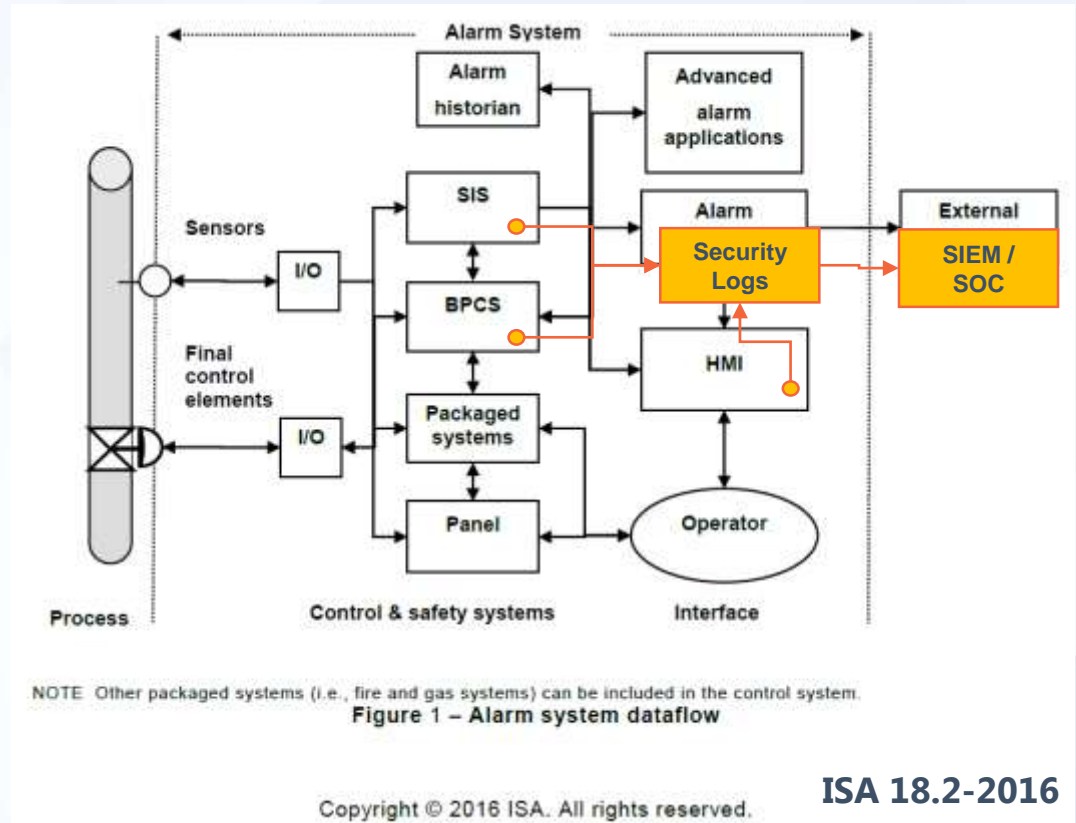 Alarm System
Alarm
historian
Advanced
alarm
applications
SIS
Alarm
External
Sensors
I/O
Security
Logs
SIEM /
SOC
BPCS
HMI
Final
control
elements
I/O
Packaged
systems
Panel
Operator
Process
Control & safety systems
Interface
NOTE Other packaged systems (i.e., fire and gas systems) can be included in the control system.
Figure 1 – Alarm system dataflow
ISA 18.2-2016
Copyright © 2016 ISA. All rights reserved.